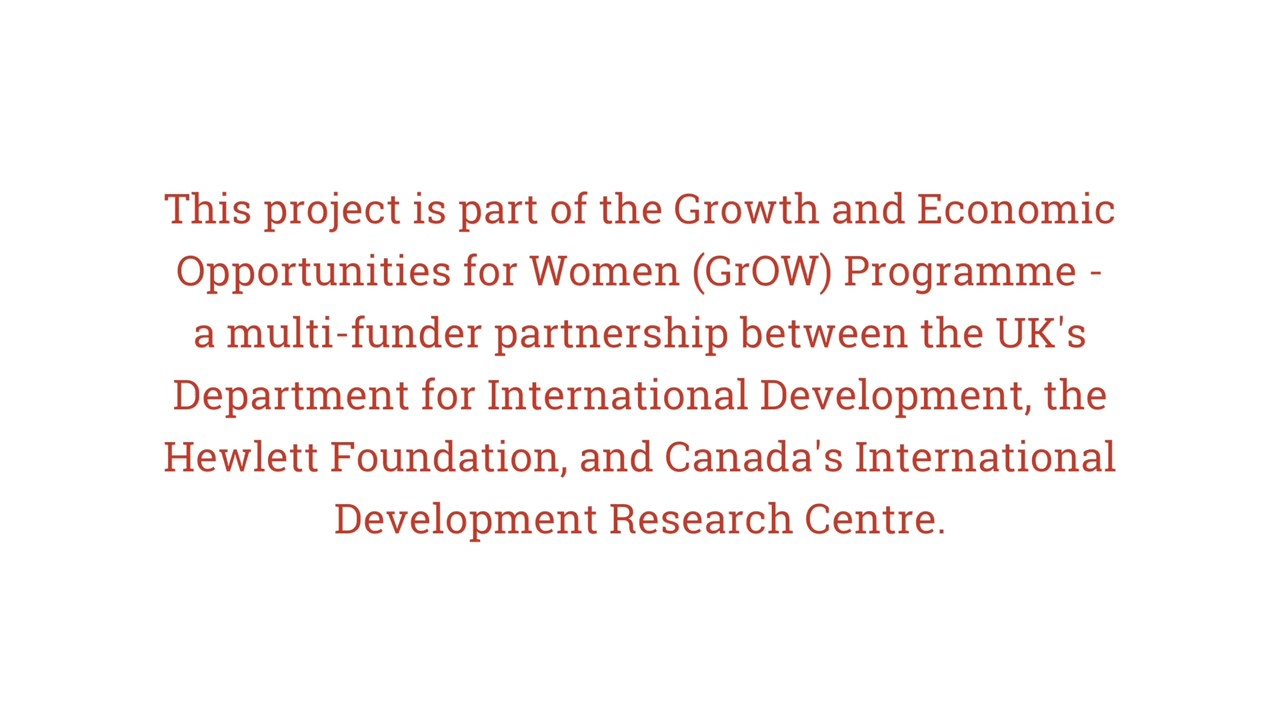 This project is part of the Growth and Economic
Opportunities for Women (GrOW) Programme -
a multi-funder partnership between the UK's
Department for International Development, the
Hewlett Foundation, and Canada's International
Development Research Centre.